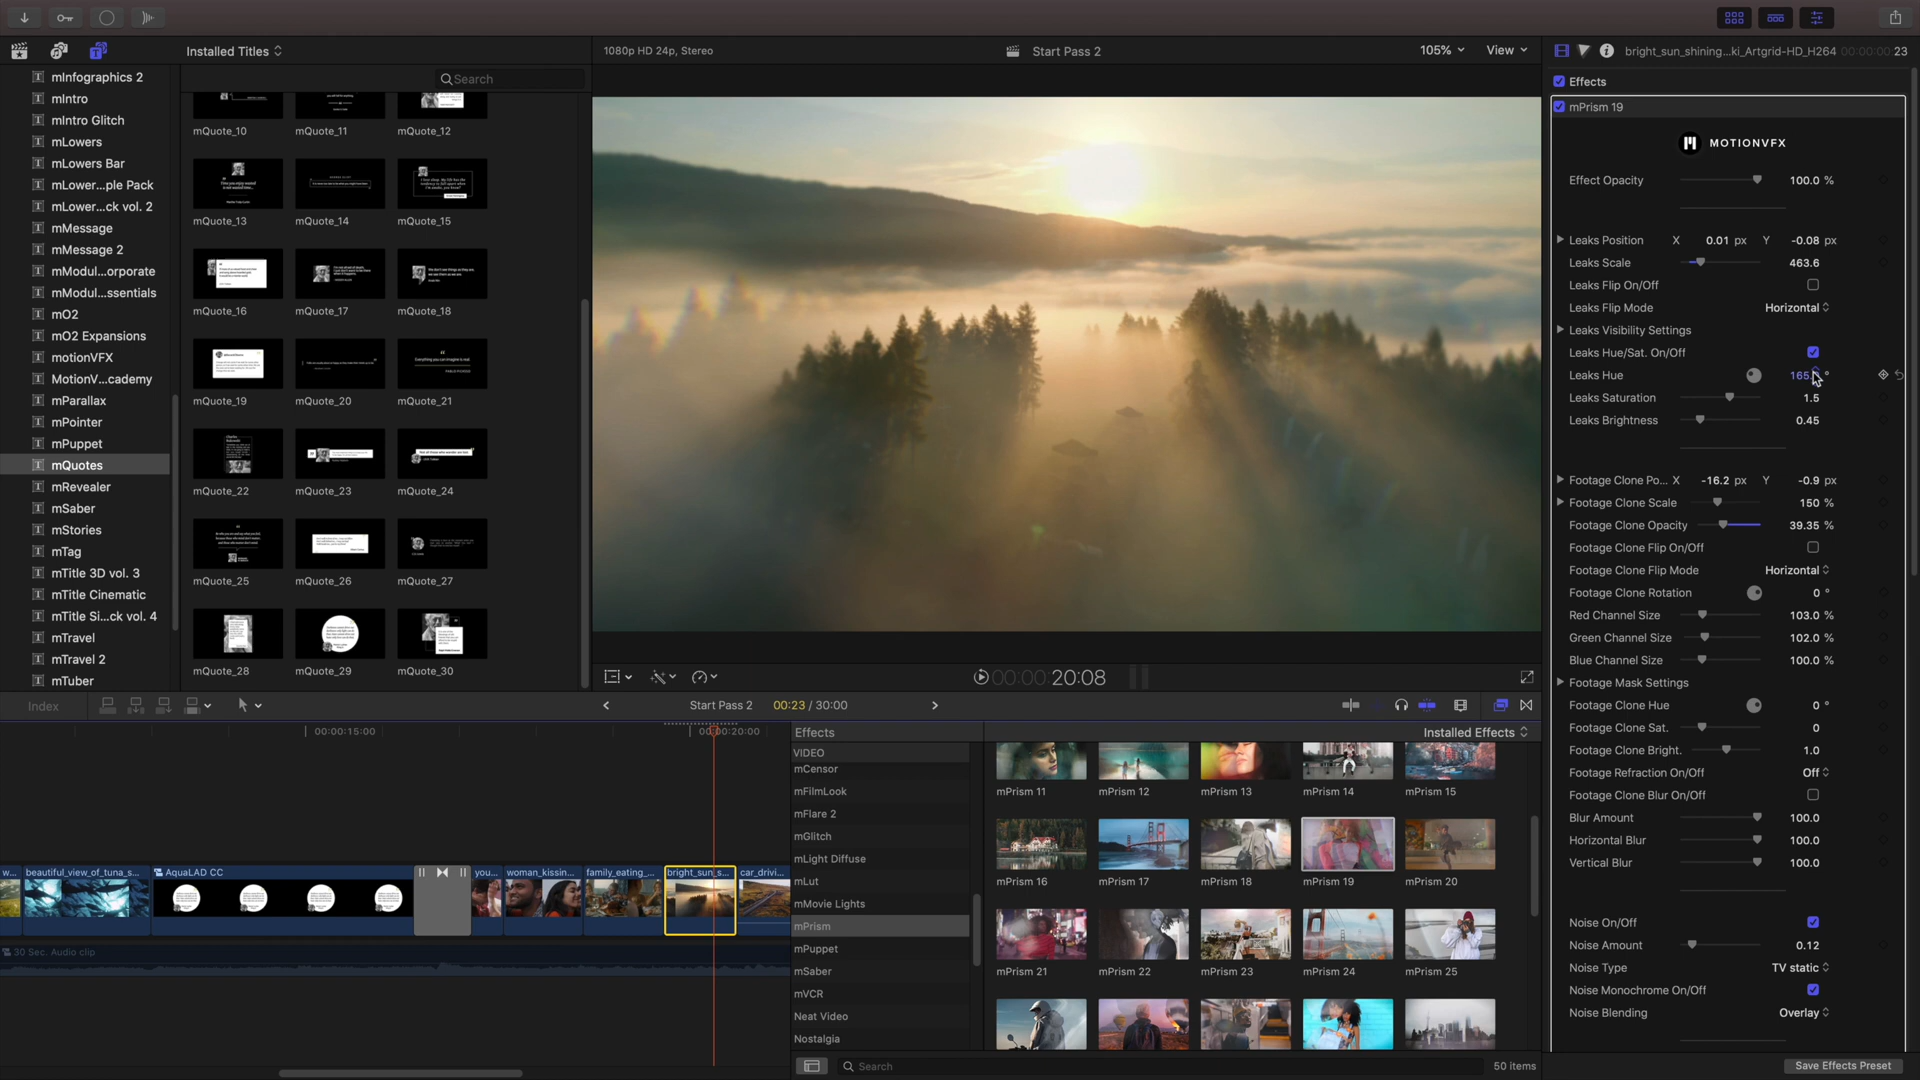 Installed Titles
1080p HD 24p, Stereo
Start Pass 2
105%
View
bright_sun_shining...ki_Artgrid-HD_H264
00:00:00:23
Search
mInfographics 2
mIntro
mIntro Glitch
mLowers
mLowers Bar
mLower...ple Pack
mLower...ck vol. 2
mMessage
mMessage 2
mModul...orporate
mModul...ssentials
mO2
mO2 Expansions
motionVFX
MotionV...cademy
mParallax
mPointer
mPuppet
mQuotes
mRevealer
mSaber
mStories
mTag
mTitle 3D vol. 3
mTitle Cinematic
mTitle Si...ck vol. 4
mTravel
mTravel 2
mTuber
mQuote_10 mQuote_11 mQuote_12
mQuote_13 mQuote_14 mQuote_15
mQuote_16 mQuote_17 mQuote_18
mQuote_19 mQuote_20 mQuote_21
mQuote_22 mQuote_23 mQuote_24
mQuote_25 mQuote_26 mQuote_27
mQuote_28 mQuote_29 mQuote_30
00:00:00:20:08
Effects
mPrism 19
MOTIONVFX
Effect Opacity 100.0 %
Leaks Position X 0.01 px Y -0.08 px
Leaks Scale 463.6
Leaks Flip On/Off
Leaks Flip Mode Horizontal
Leaks Visibility Settings
Leaks Hue/Sat. On/Off
Leaks Hue 165. °
Leaks Saturation 1.5
Leaks Brightness 0.45
Footage Clone Po... X -16.2 px Y -0.9 px
Footage Clone Scale 150 %
Footage Clone Opacity 39.35 %
Footage Clone Flip On/Off
Footage Clone Flip Mode Horizontal
Footage Clone Rotation 0 °
Red Channel Size 103.0 %
Green Channel Size 102.0 %
Blue Channel Size 100.0 %
Footage Mask Settings
Footage Clone Hue 0 °
Footage Clone Sat. 0
Footage Clone Bright. 1.0
Footage Refraction On/Off Off
Footage Clone Blur On/Off
Blur Amount 100.0
Horizontal Blur 100.0
Vertical Blur 100.0
Noise On/Off
Noise Amount 0.12
Noise Type TV static
Noise Monochrome On/Off
Noise Blending Overlay
Save Effects Preset
Index
Start Pass 2 00:23 / 30:00
00:00:15:00
00:00:20:00
w...
beautiful_view_of_tuna_s...
AquaLAD CC
you...
woman_kissin...
family_eating_...
bright_sun_s...
car_drivi...
30 Sec. Audio clip
Effects
Installed Effects
VIDEO
mCensor
mFilmLook
mFlare 2
mGlitch
mLight Diffuse
mLut
mMovie Lights
mPrism
mPuppet
mSaber
mVCR
Neat Video
Nostalgia
mPrism 11 mPrism 12 mPrism 13 mPrism 14 mPrism 15
mPrism 16 mPrism 17 mPrism 18 mPrism 19 mPrism 20
mPrism 21 mPrism 22 mPrism 23 mPrism 24 mPrism 25
Search
50 items